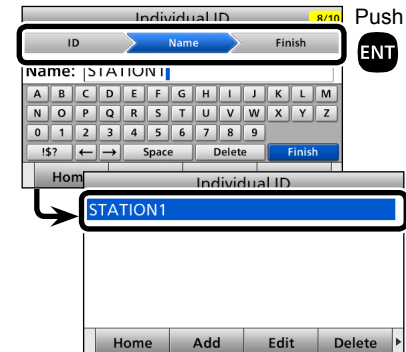 Individual ID 8/10 Push
ID Name Finish ENT
Name: STATION1
A B C D E F G H I J K L M
N O P Q R S T U V W X Y Z
0 1 2 3 4 5 6 7 8 9
!$? ← → Space Delete Finish
Hom
Individual ID
STATION1
Home Add Edit Delete